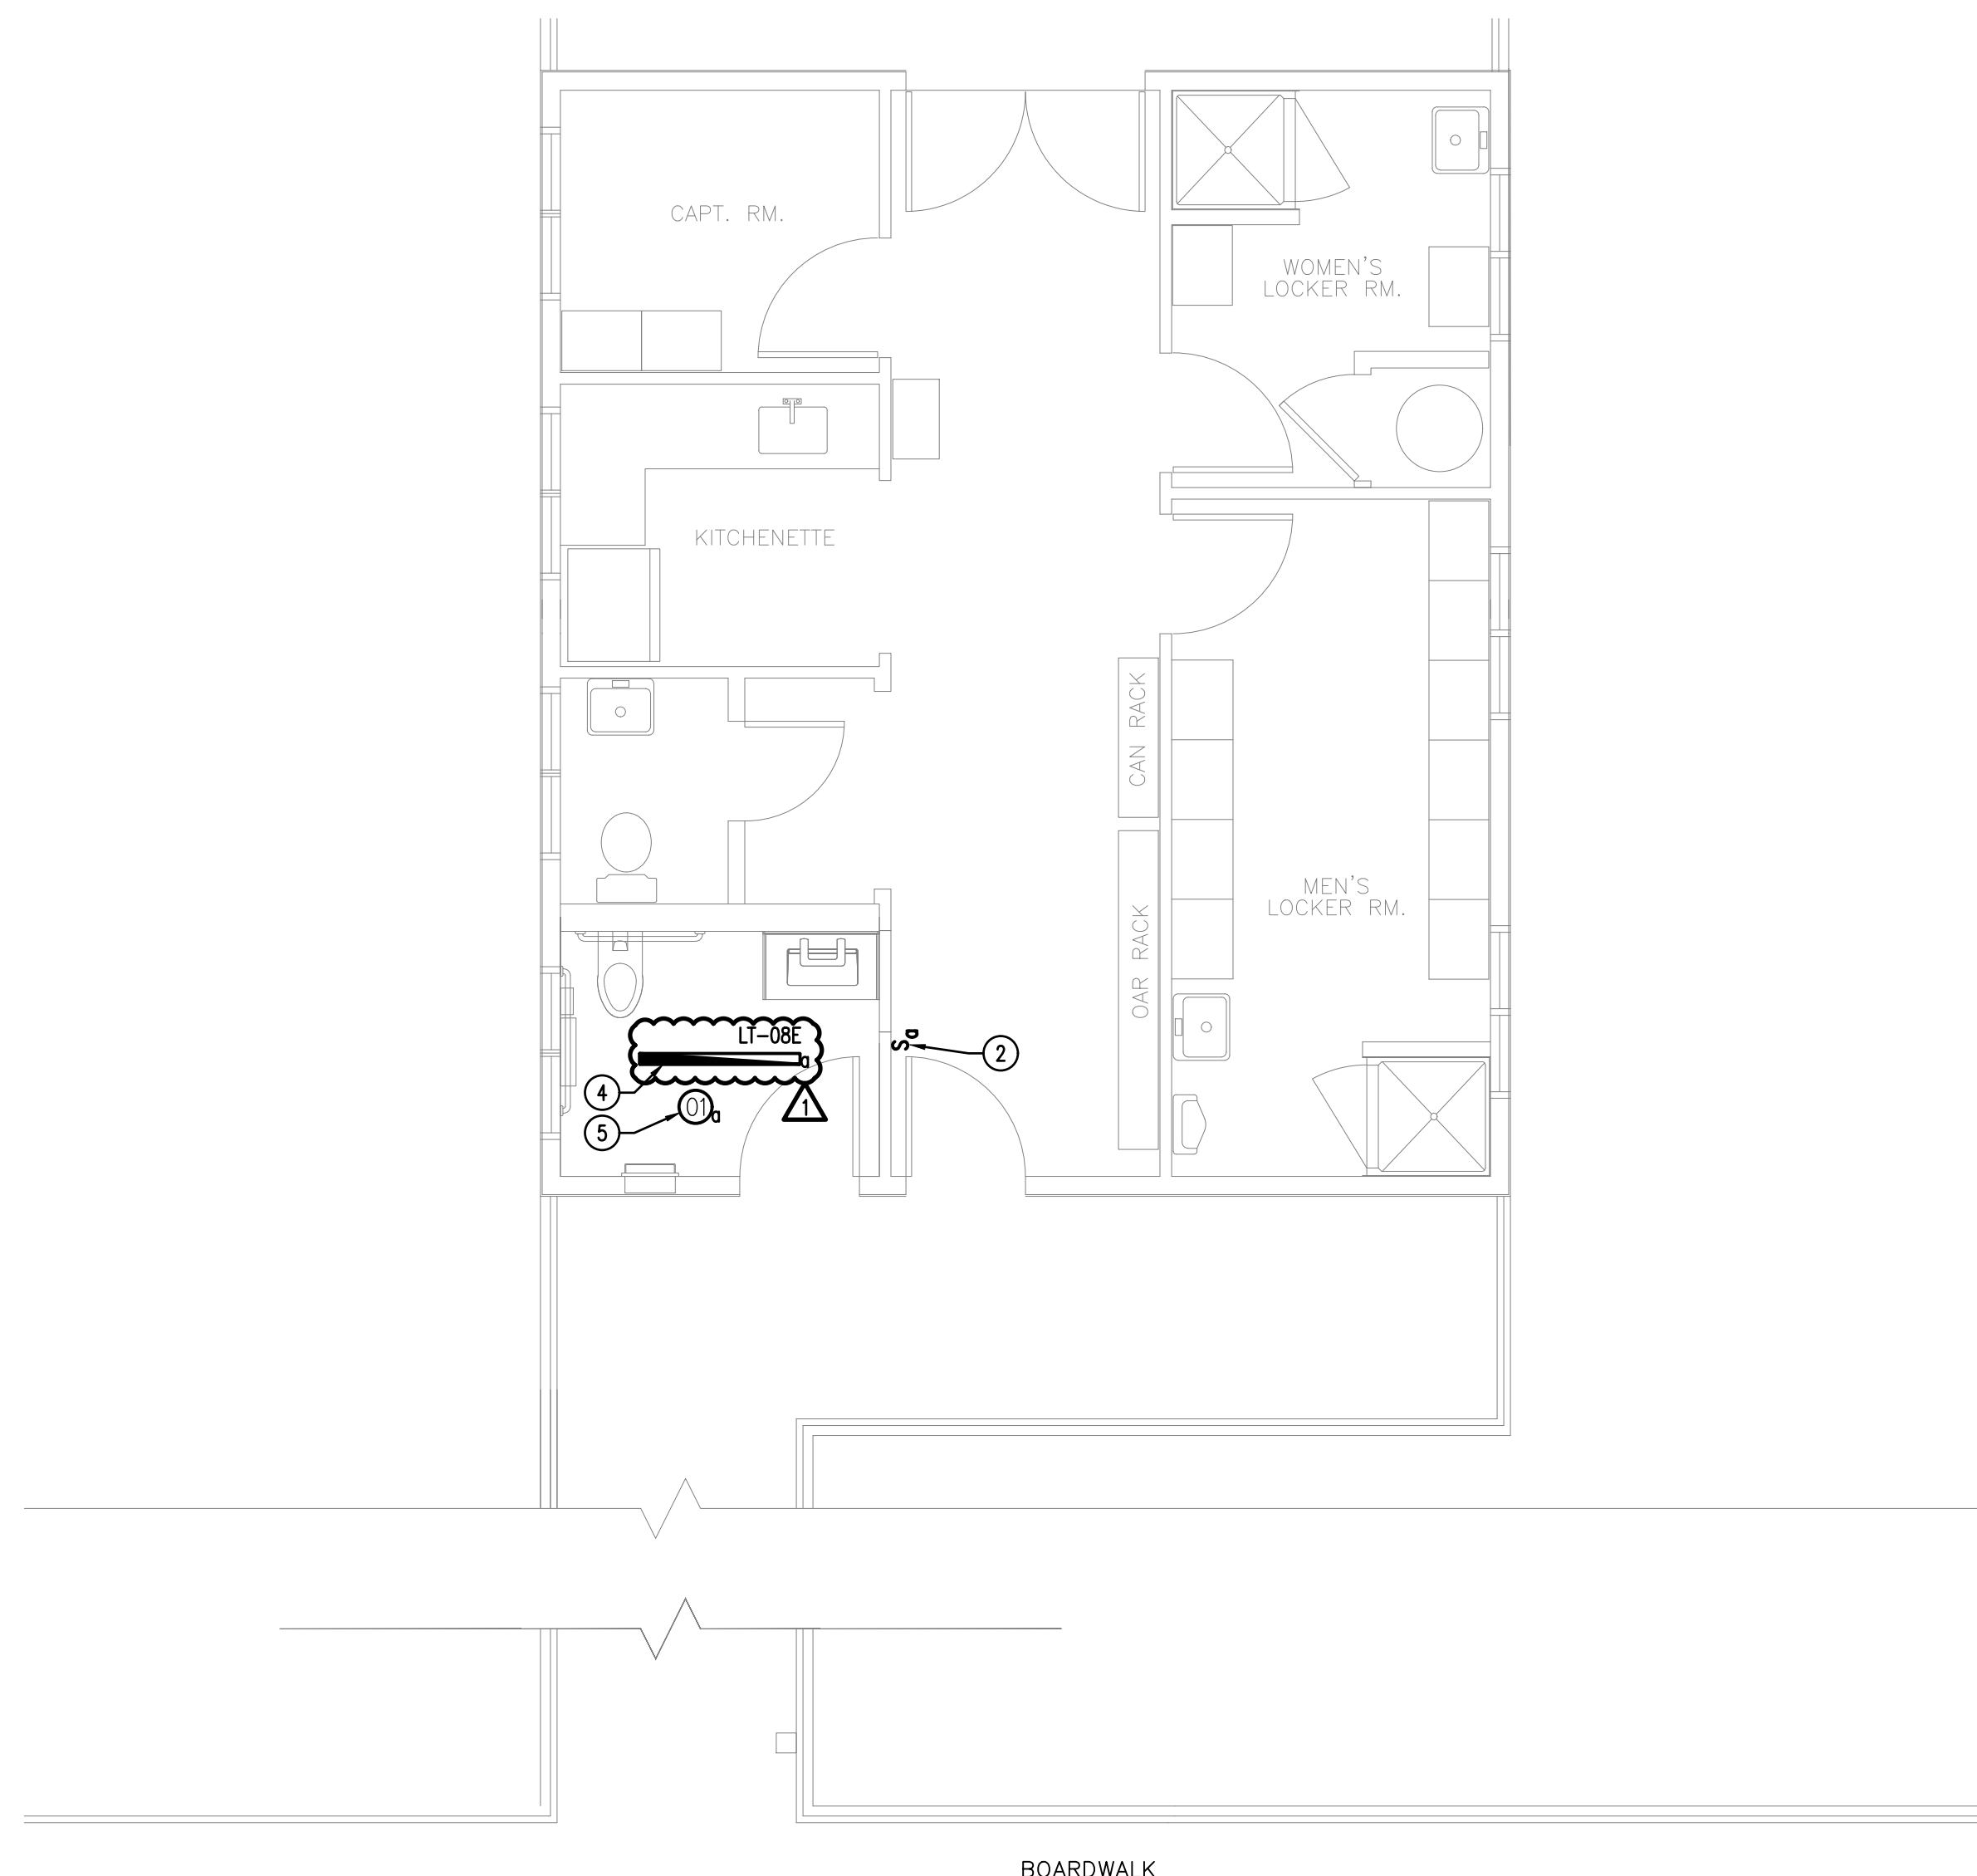 CAPT. RM.
WOMEN'S
LOCKER RM.
KITCHENETTE
CAN RACK
OAR RACK
MEN'S
LOCKER RM.
LT-08E
a
S a
2
4
01 a
1
5
BOARDWALK